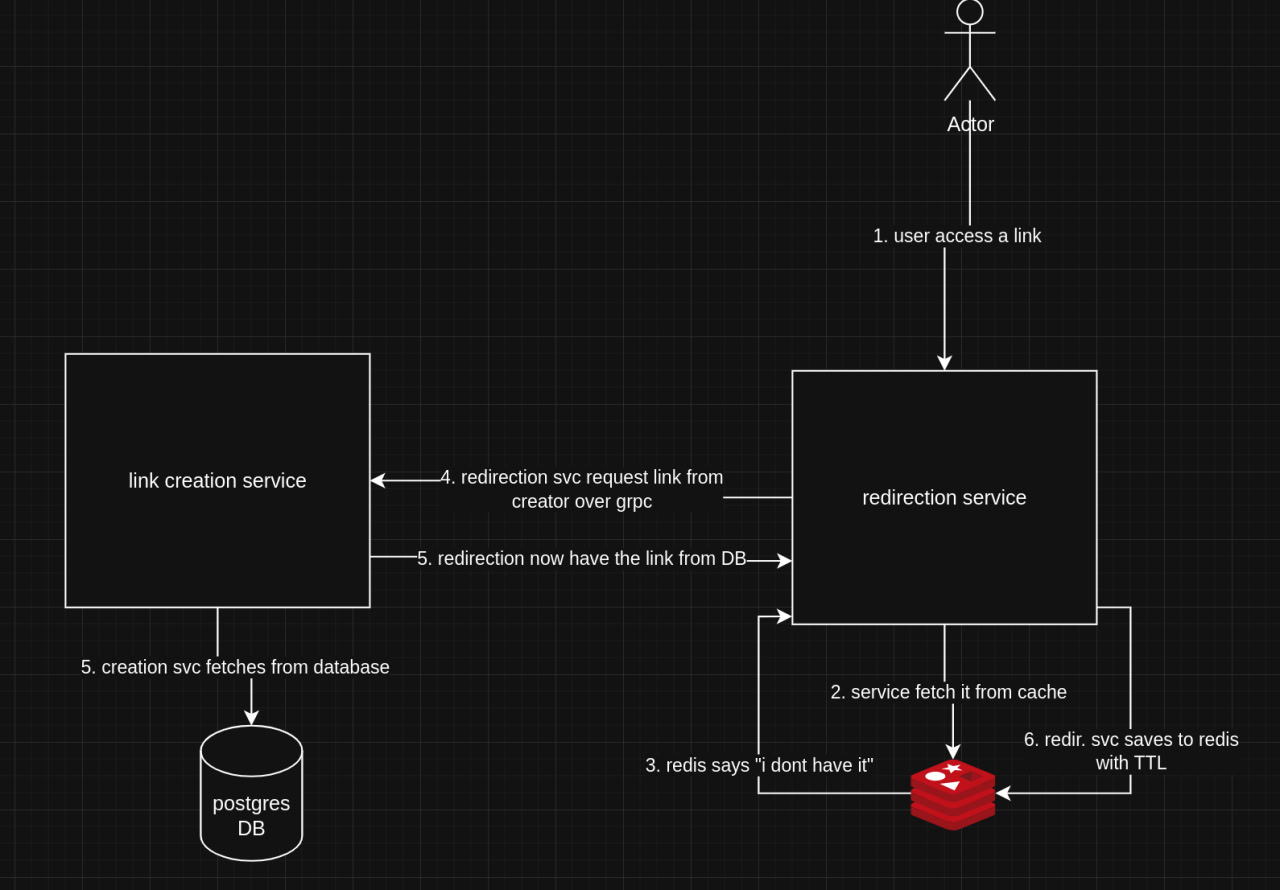 Actor
1. user access a link
link creation service
4. redirection svc request link from
creator over grpc
redirection service
5. redirection now have the link from DB
5. creation svc fetches from database
2. service fetch it from cache
6. redir. svc saves to redis
with TTL
3. redis says "i dont have it"
postgres
DB